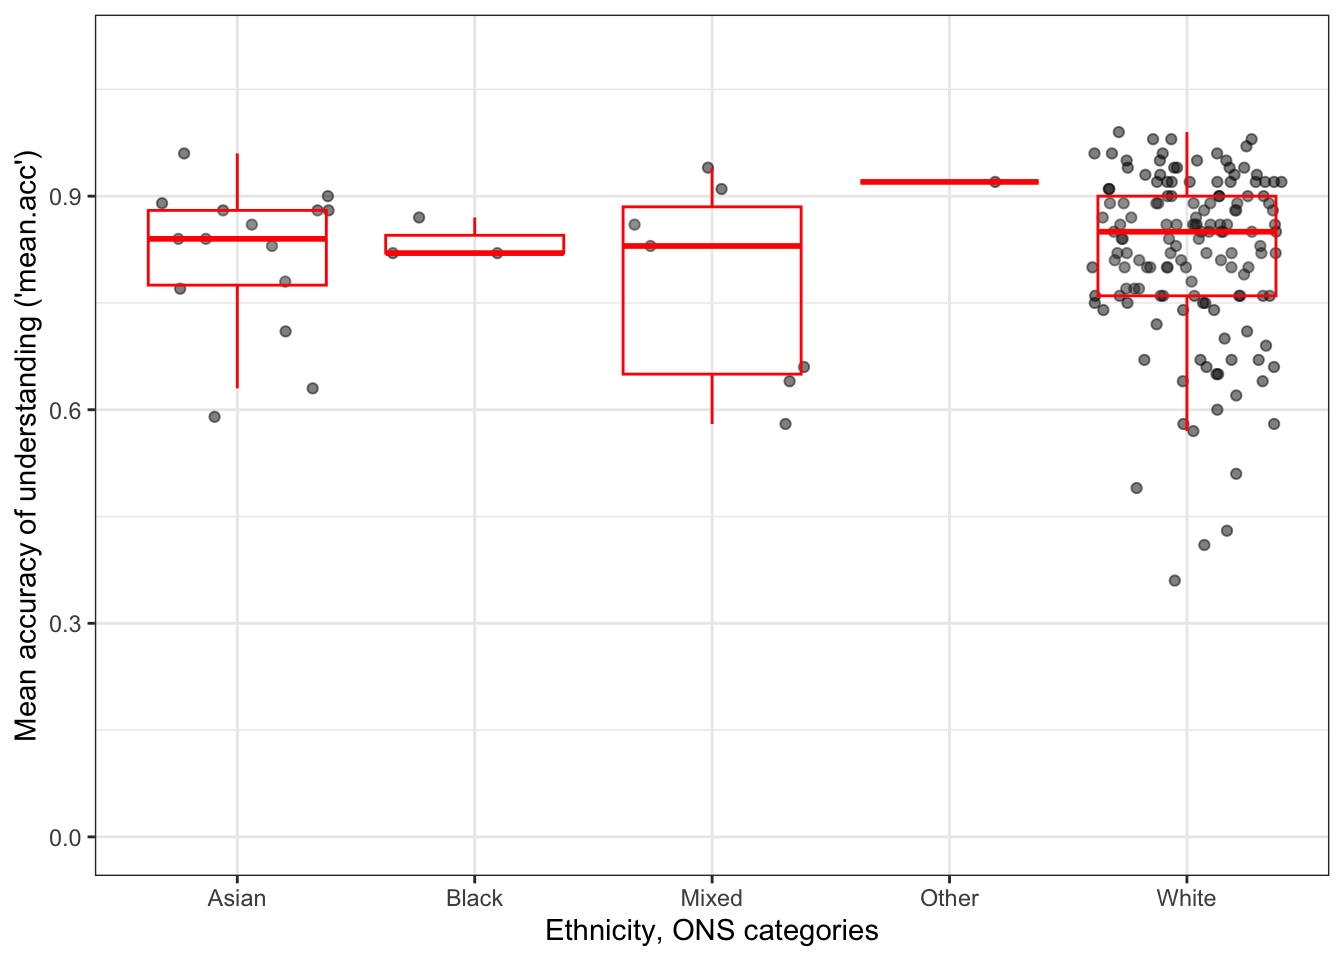 Mean accuracy of understanding ('mean.acc')
0.9
0.6
0.3
0.0
Asian Black Mixed Other White
Ethnicity, ONS categories